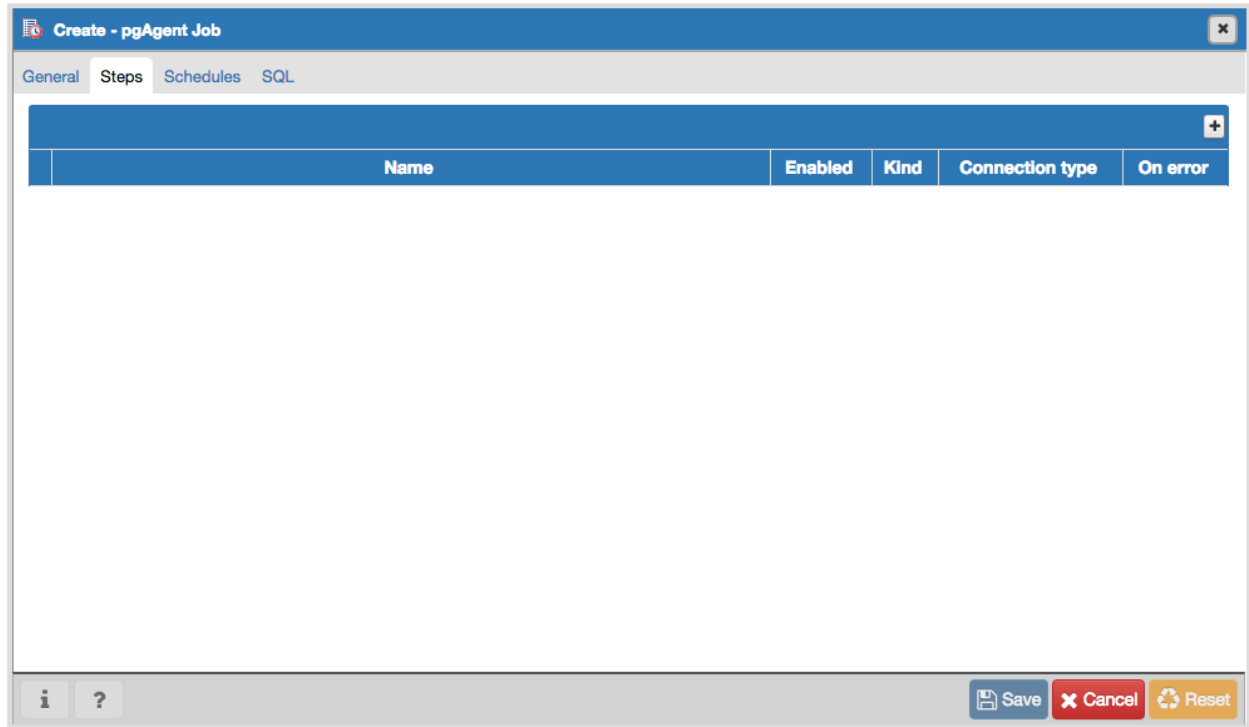 Create - pgAgent Job
General Steps Schedules SQL
Name Enabled Kind Connection type On error
i ? Save Cancel Reset